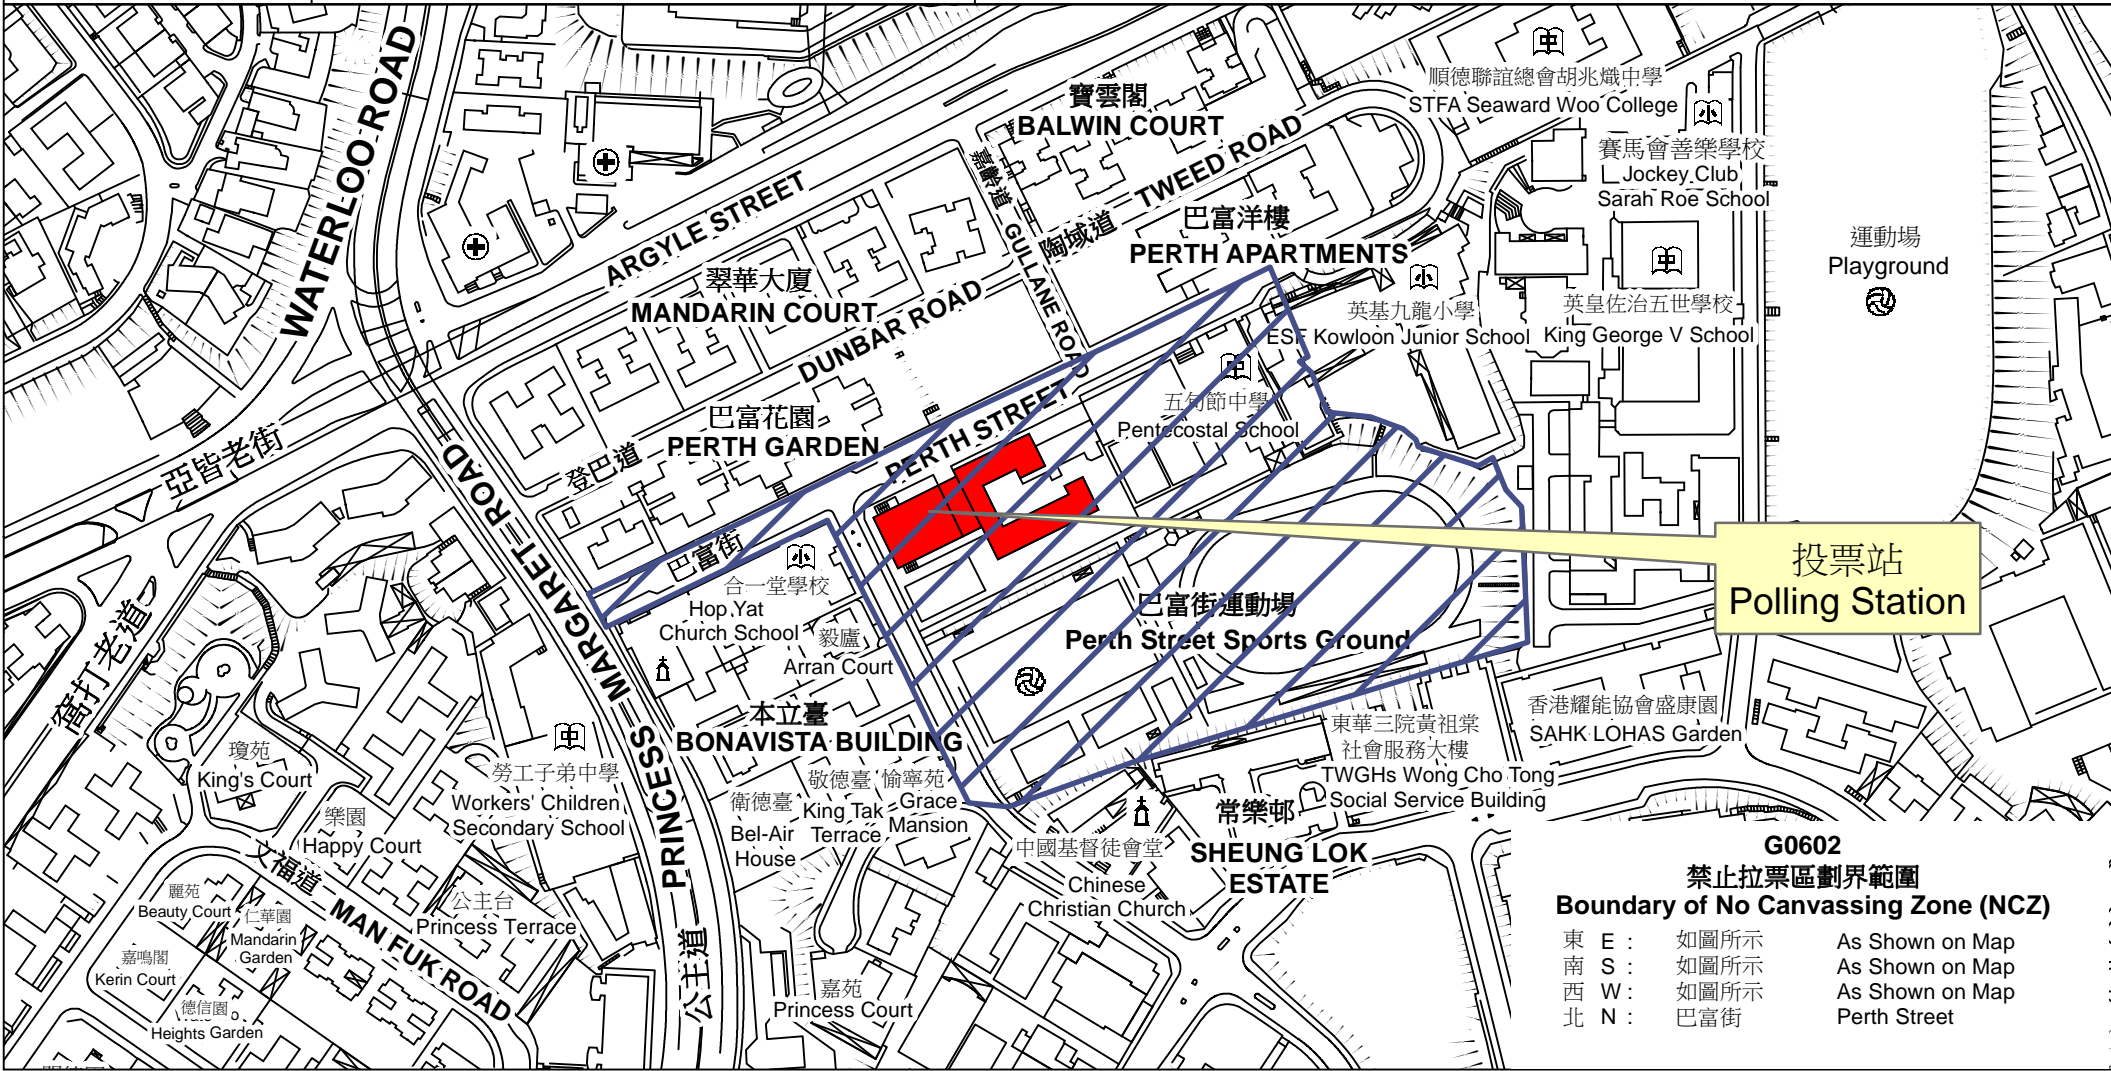 寶雲閣
BALWIN COURT
順德聯誼總會胡兆熾中學
STFA Seaward Woo College
賽馬會善樂學校
Jockey Club
Sarah Roe School
WATERLOO ROAD
ARGYLE STREET
嘉齡道 GULLANE ROAD
陶域道 TWEED ROAD
巴富洋樓
PERTH APARTMENTS
運動場
Playground
翠華大廈
MANDARIN COURT
DUNBAR ROAD
英基九龍小學
ESF Kowloon Junior School
英皇佐治五世學校
King George V School
亞皆老街
登巴道
巴富花園
PERTH GARDEN
PERTH STREET
五旬節中學
Pentecostal School
巴富街
合一堂學校
Hop Yat
Church School
毅廬
Arran Court
投票站
Polling Station
巴富街運動場
Perth Street Sports Ground
窩打老道
公主道 PRINCESS MARGARET ROAD
本立臺
BONAVISTA BUILDING
瓊苑
King's Court
樂園
Happy Court
勞工子弟中學
Workers' Children
Secondary School
衛德臺
Bel-Air
House
敬德臺
King Tak
Terrace
愉寧苑
Grace
Mansion
中國基督徒會堂
Chinese
Christian Church
常樂邨
SHEUNG LOK
ESTATE
東華三院黃祖棠
社會服務大樓
TWGHs Wong Cho Tong
Social Service Building
香港耀能協會盛康園
SAHK LOHAS Garden
文福道 MAN FUK ROAD
麗苑
Beauty Court
仁華園
Mandarin
Garden
公主台
Princess Terrace
嘉鳴閣
Kerin Court
德信園
Heights Garden
嘉苑
Princess Court
G0602
禁止拉票區劃界範圍
Boundary of No Canvassing Zone (NCZ)
東 E : 如圖所示 As Shown on Map
南 S : 如圖所示 As Shown on Map
西 W : 如圖所示 As Shown on Map
北 N : 巴富街 Perth Street